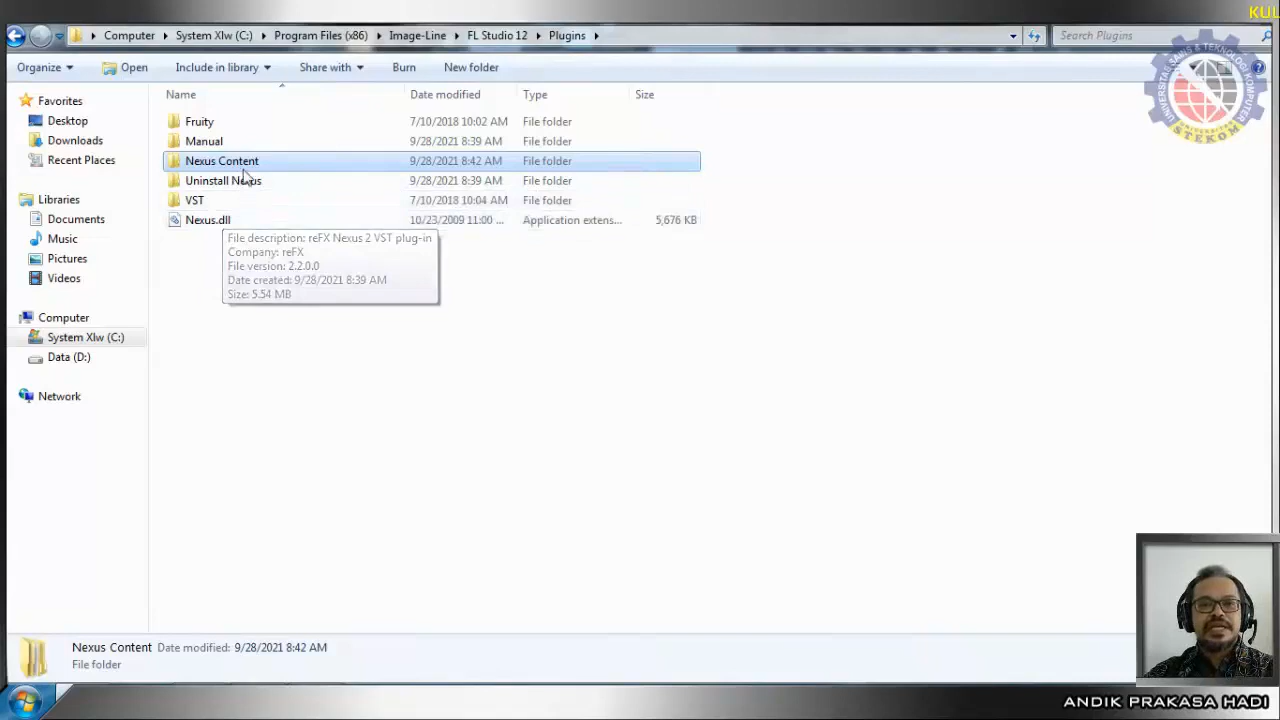 KUL
Computer System Xlw (C:) Program Files (x86) Image-Line FL Studio 12 Plugins
Search Plugins
Organize Open Include in library Share with Burn New folder
Name Date modified Type Size
Favorites
Desktop
Downloads
Recent Places
Libraries
Documents
Music
Pictures
Videos
Computer
System Xlw (C:)
Data (D:)
Network
Fruity 7/10/2018 10:02 AM File folder
Manual 9/28/2021 8:39 AM File folder
Nexus Content 9/28/2021 8:42 AM File folder
Uninstall Nexus 9/28/2021 8:39 AM File folder
VST 7/10/2018 10:04 AM File folder
Nexus.dll 10/23/2009 11:00 ... Application extens... 5,676 KB
File description: reFX Nexus 2 VST plug-in
Company: reFX
File version: 2.2.0.0
Date created: 9/28/2021 8:39 AM
Size: 5.54 MB
UNIVERSITAS SAINS & TEKNOLOGI KOMPUTER
UNIVERSITAS
STEKOM
Nexus Content Date modified: 9/28/2021 8:42 AM
File folder
ANDIK PRAKASA HADI